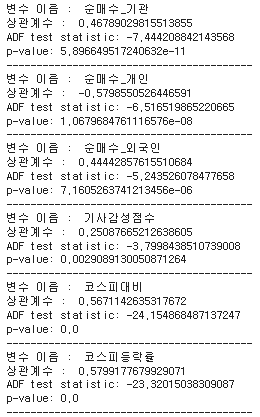 변수 이름 :  순매수_기관
상관계수 :  0.46789029815513855
ADF test statistic: -7.444208842143568
p-value: 5.896649517240632e-11
----------------------------------------
변수 이름 :  순매수_개인
상관계수 :  -0.5798550526446591
ADF test statistic: -6.516519865220665
p-value: 1.0679684761116576e-08
----------------------------------------
변수 이름 :  순매수_외국인
상관계수 :  0.44442857615510684
ADF test statistic: -5.243526078477658
p-value: 7.1605263741213456e-06
----------------------------------------
변수 이름 :  기사감성점수
상관계수 :  0.25087665212638605
ADF test statistic: -3.7998438510739008
p-value: 0.0029089130050871264
----------------------------------------
변수 이름 :  코스피대비
상관계수 :  0.5671142635317672
ADF test statistic: -24.154868487137247
p-value: 0.0
----------------------------------------
변수 이름 :  코스피등락률
상관계수 :  0.5799177679929071
ADF test statistic: -23.32015038309087
p-value: 0.0
----------------------------------------